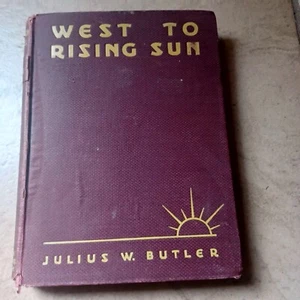 WEST TO
RISING SUN
JULIUS W. BUTLER